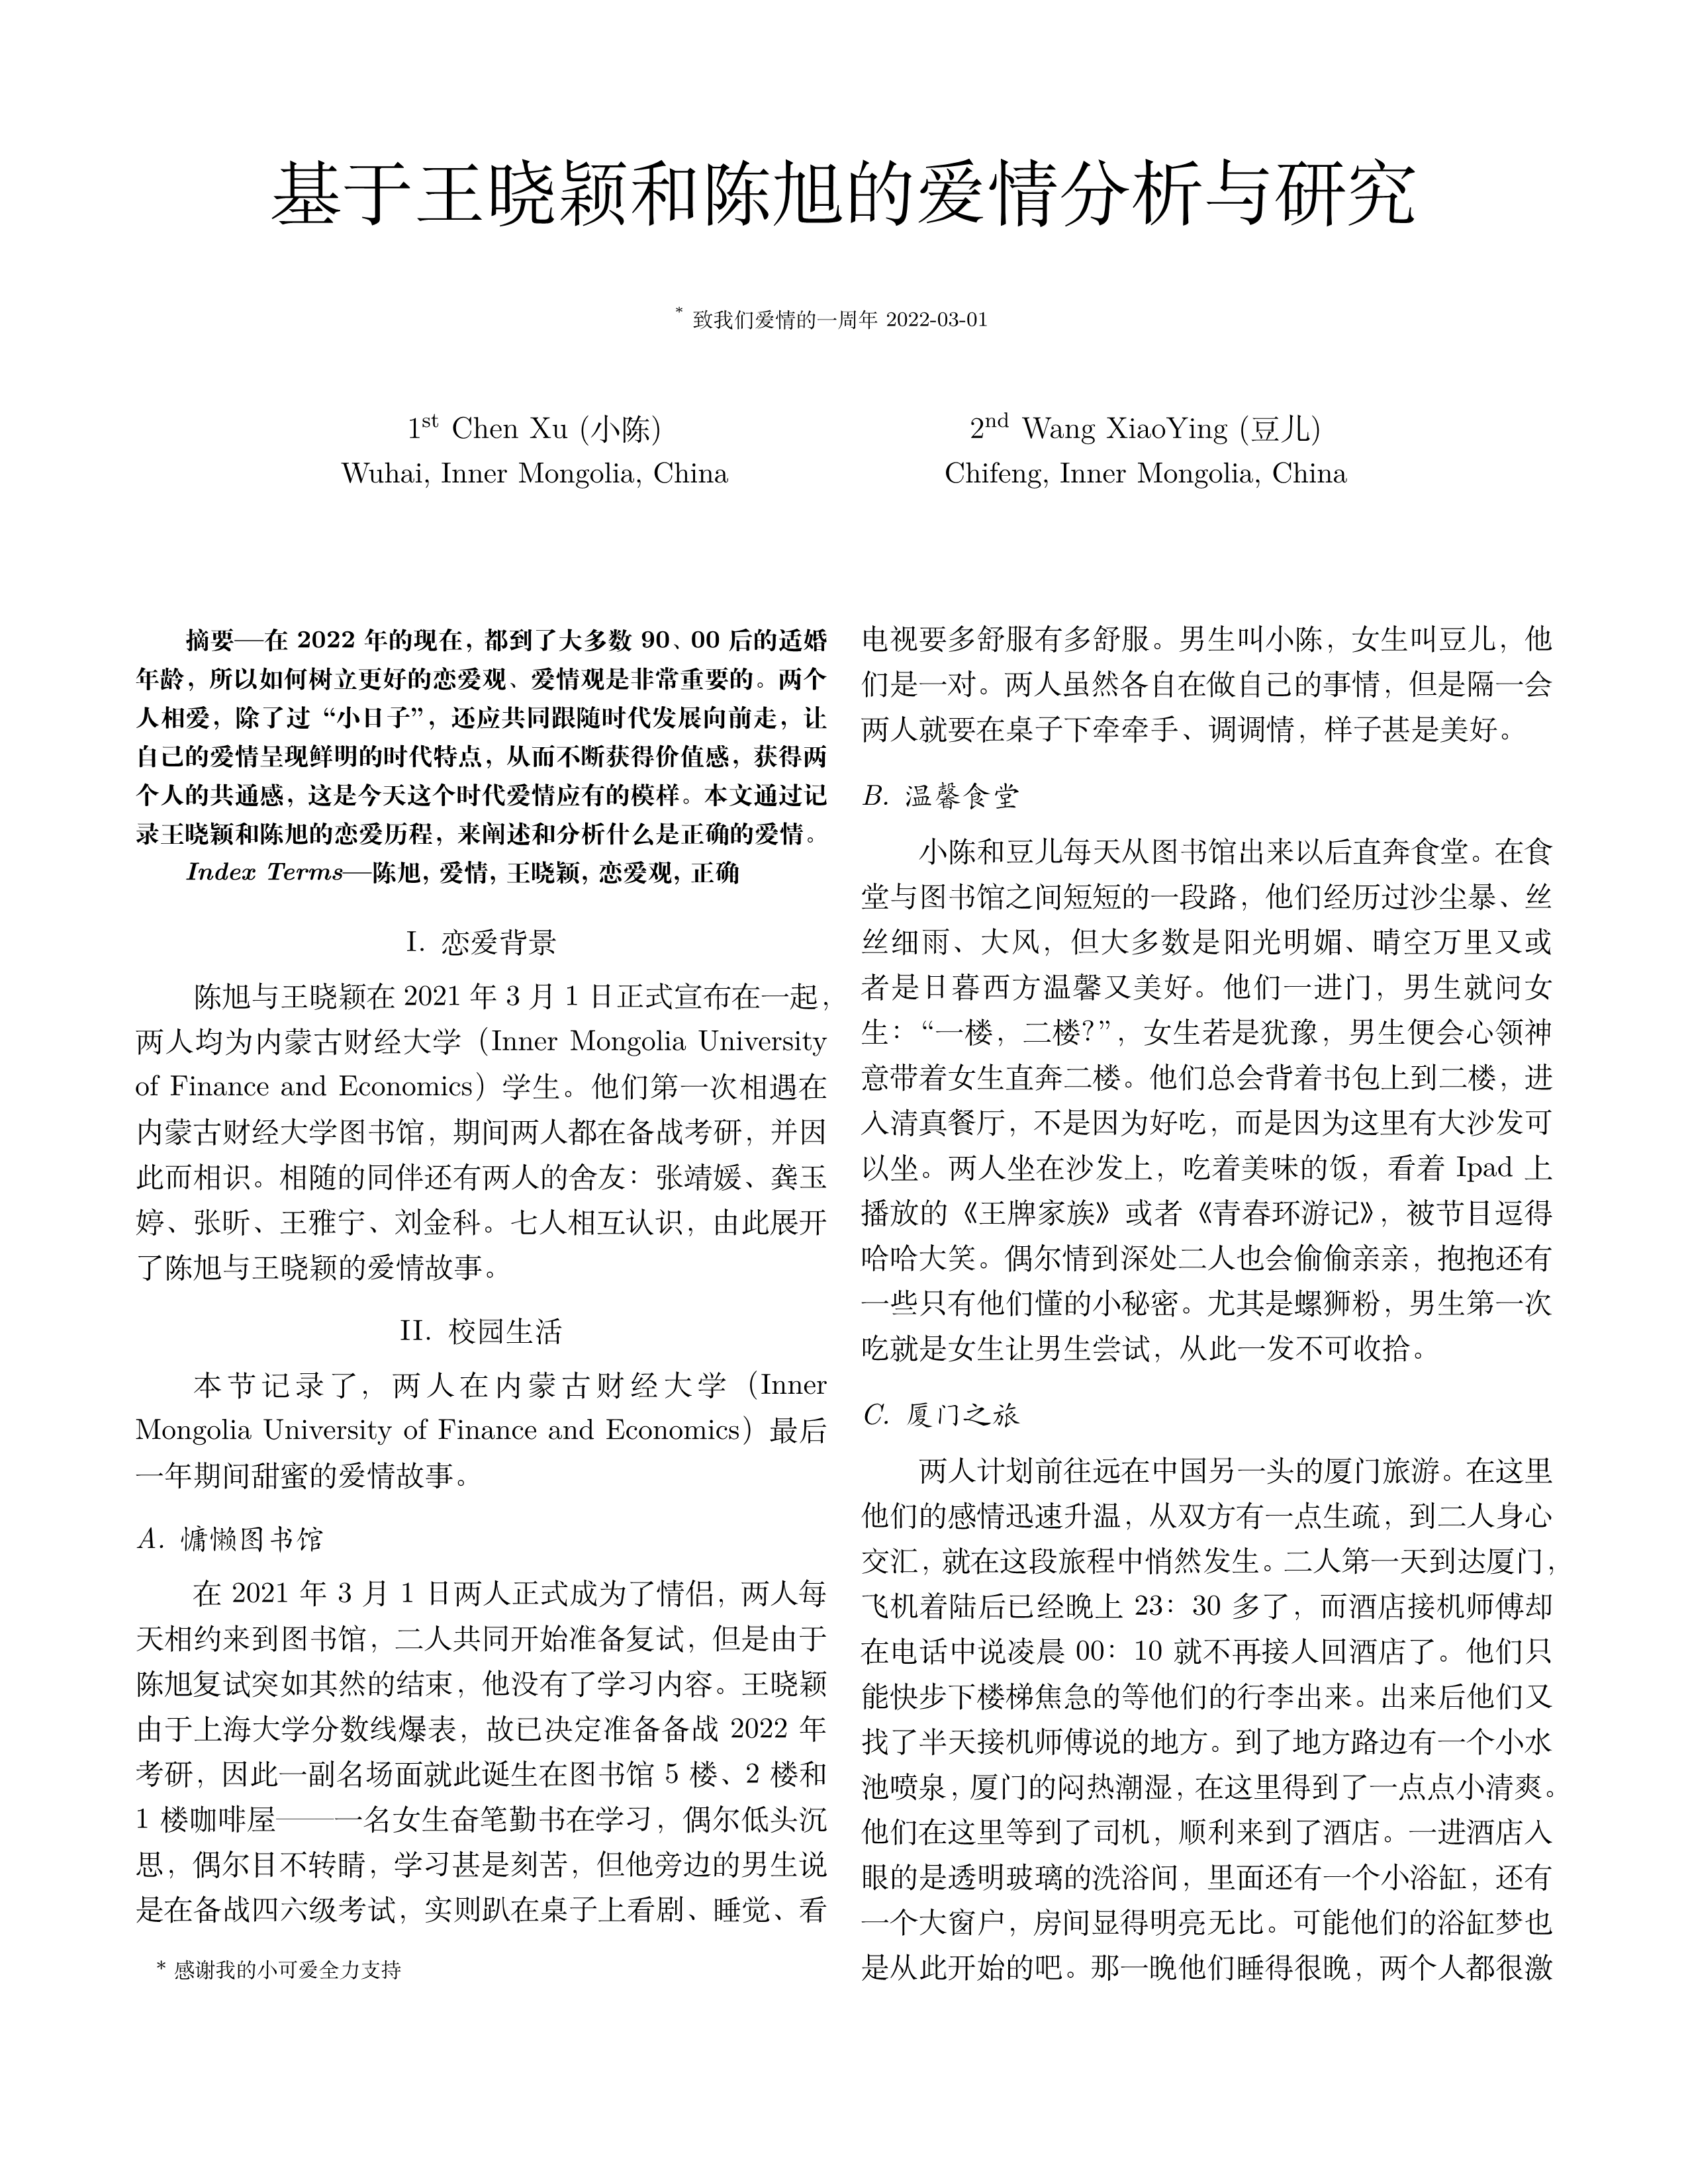 基于王晓颖和陈旭的爱情分析与研究
* 致我们爱情的一周年 2022-03-01
1st Chen Xu (小陈)
Wuhai, Inner Mongolia, China
2nd Wang XiaoYing (豆儿)
Chifeng, Inner Mongolia, China
摘要—在 2022 年的现在，都到了大多数 90、00 后的适婚
年龄，所以如何树立更好的恋爱观、爱情观是非常重要的。两个
人相爱，除了过“小日子”，还应共同跟随时代发展向前走，让
自己的爱情呈现鲜明的时代特点，从而不断获得价值感，获得两
个人的共通感，这是今天这个时代爱情应有的模样。本文通过记
录王晓颖和陈旭的恋爱历程，来阐述和分析什么是正确的爱情。
Index Terms—陈旭, 爱情, 王晓颖, 恋爱观, 正确
I. 恋爱背景
陈旭与王晓颖在 2021 年 3 月 1 日正式宣布在一起，
两人均为内蒙古财经大学（Inner Mongolia University
of Finance and Economics）学生。他们第一次相遇在
内蒙古财经大学图书馆，期间两人都在备战考研，并因
此而相识。相随的同伴还有两人的舍友：张靖媛、龚玉
婷、张昕、王雅宁、刘金科。七人相互认识，由此展开
了陈旭与王晓颖的爱情故事。
II. 校园生活
本节记录了，两人在内蒙古财经大学（Inner
Mongolia University of Finance and Economics）最后
一年期间甜蜜的爱情故事。
A. 慵懒图书馆
在 2021 年 3 月 1 日两人正式成为了情侣，两人每
天相约来到图书馆，二人共同开始准备复试，但是由于
陈旭复试突如其然的结束，他没有了学习内容。王晓颖
由于上海大学分数线爆表，故已决定准备备战 2022 年
考研，因此一副名场面就此诞生在图书馆 5 楼、2 楼和
1 楼咖啡屋——一名女生奋笔勤书在学习，偶尔低头沉
思，偶尔目不转睛，学习甚是刻苦，但他旁边的男生说
是在备战四六级考试，实则趴在桌子上看剧、睡觉、看
* 感谢我的小可爱全力支持
电视要多舒服有多舒服。男生叫小陈，女生叫豆儿，他
们是一对。两人虽然各自在做自己的事情，但是隔一会
两人就要在桌子下牵牵手、调调情，样子甚是美好。
B. 温馨食堂
小陈和豆儿每天从图书馆出来以后直奔食堂。在食
堂与图书馆之间短短的一段路，他们经历过沙尘暴、丝
丝细雨、大风，但大多数是阳光明媚、晴空万里又或
者是日暮西方温馨又美好。他们一进门，男生就问女
生：“一楼，二楼？”，女生若是犹豫，男生便会心领神
意带着女生直奔二楼。他们总会背着书包上到二楼，进
入清真餐厅，不是因为好吃，而是因为这里有大沙发可
以坐。两人坐在沙发上，吃着美味的饭，看着 Ipad 上
播放的《王牌家族》或者《青春环游记》，被节目逗得
哈哈大笑。偶尔情到深处二人也会偷偷亲亲，抱抱还有
一些只有他们懂的小秘密。尤其是螺狮粉，男生第一次
吃就是女生让男生尝试，从此一发不可收拾。
C. 厦门之旅
两人计划前往远在中国另一头的厦门旅游。在这里
他们的感情迅速升温，从双方有一点生疏，到二人身心
交汇，就在这段旅程中悄然发生。二人第一天到达厦门，
飞机着陆后已经晚上 23：30 多了，而酒店接机师傅却
在电话中说凌晨 00：10 就不再接人回酒店了。他们只
能快步下楼梯焦急的等他们的行李出来。出来后他们又
找了半天接机师傅说的地方。到了地方路边有一个小水
池喷泉，厦门的闷热潮湿，在这里得到了一点点小清爽。
他们在这里等到了司机，顺利来到了酒店。一进酒店入
眼的是透明玻璃的洗浴间，里面还有一个小浴缸，还有
一个大窗户，房间显得明亮无比。可能他们的浴缸梦也
是从此开始的吧。那一晚他们睡得很晚，两个人都很激